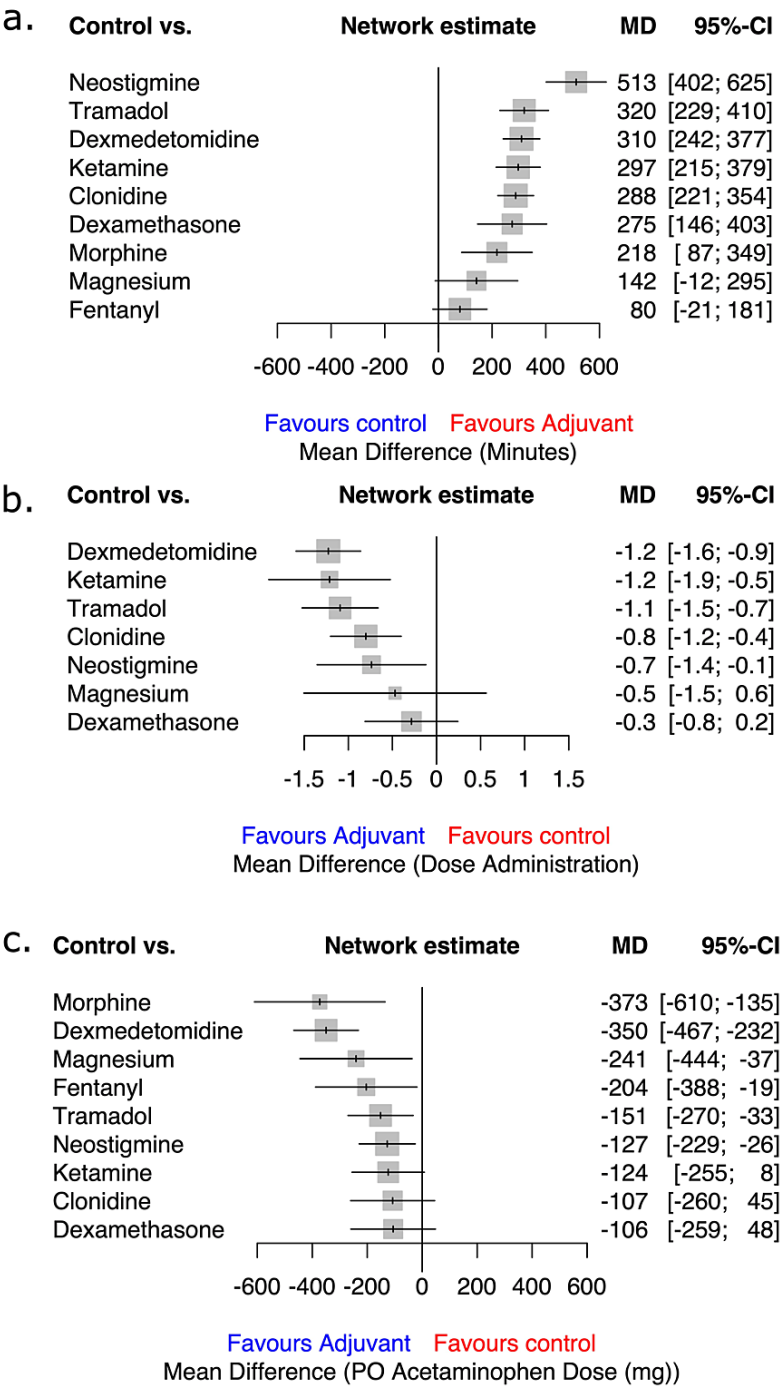 a. Control vs. Network estimate MD 95%-CI
Neostigmine 513 [402; 625]
Tramadol 320 [229; 410]
Dexmedetomidine 310 [242; 377]
Ketamine 297 [215; 379]
Clonidine 288 [221; 354]
Dexamethasone 275 [146; 403]
Morphine 218 [ 87; 349]
Magnesium 142 [-12; 295]
Fentanyl 80 [-21; 181]
-600 -400 -200 0 200 400 600
Favours control Favours Adjuvant
Mean Difference (Minutes)
b. Control vs. Network estimate MD 95%-CI
Dexmedetomidine -1.2 [-1.6; -0.9]
Ketamine -1.2 [-1.9; -0.5]
Tramadol -1.1 [-1.5; -0.7]
Clonidine -0.8 [-1.2; -0.4]
Neostigmine -0.7 [-1.4; -0.1]
Magnesium -0.5 [-1.5; 0.6]
Dexamethasone -0.3 [-0.8; 0.2]
-1.5 -1 -0.5 0 0.5 1 1.5
Favours Adjuvant Favours control
Mean Difference (Dose Administration)
c. Control vs. Network estimate MD 95%-CI
Morphine -373 [-610; -135]
Dexmedetomidine -350 [-467; -232]
Magnesium -241 [-444; -37]
Fentanyl -204 [-388; -19]
Tramadol -151 [-270; -33]
Neostigmine -127 [-229; -26]
Ketamine -124 [-255; 8]
Clonidine -107 [-260; 45]
Dexamethasone -106 [-259; 48]
-600 -400 -200 0 200 400 600
Favours Adjuvant Favours control
Mean Difference (PO Acetaminophen Dose (mg))